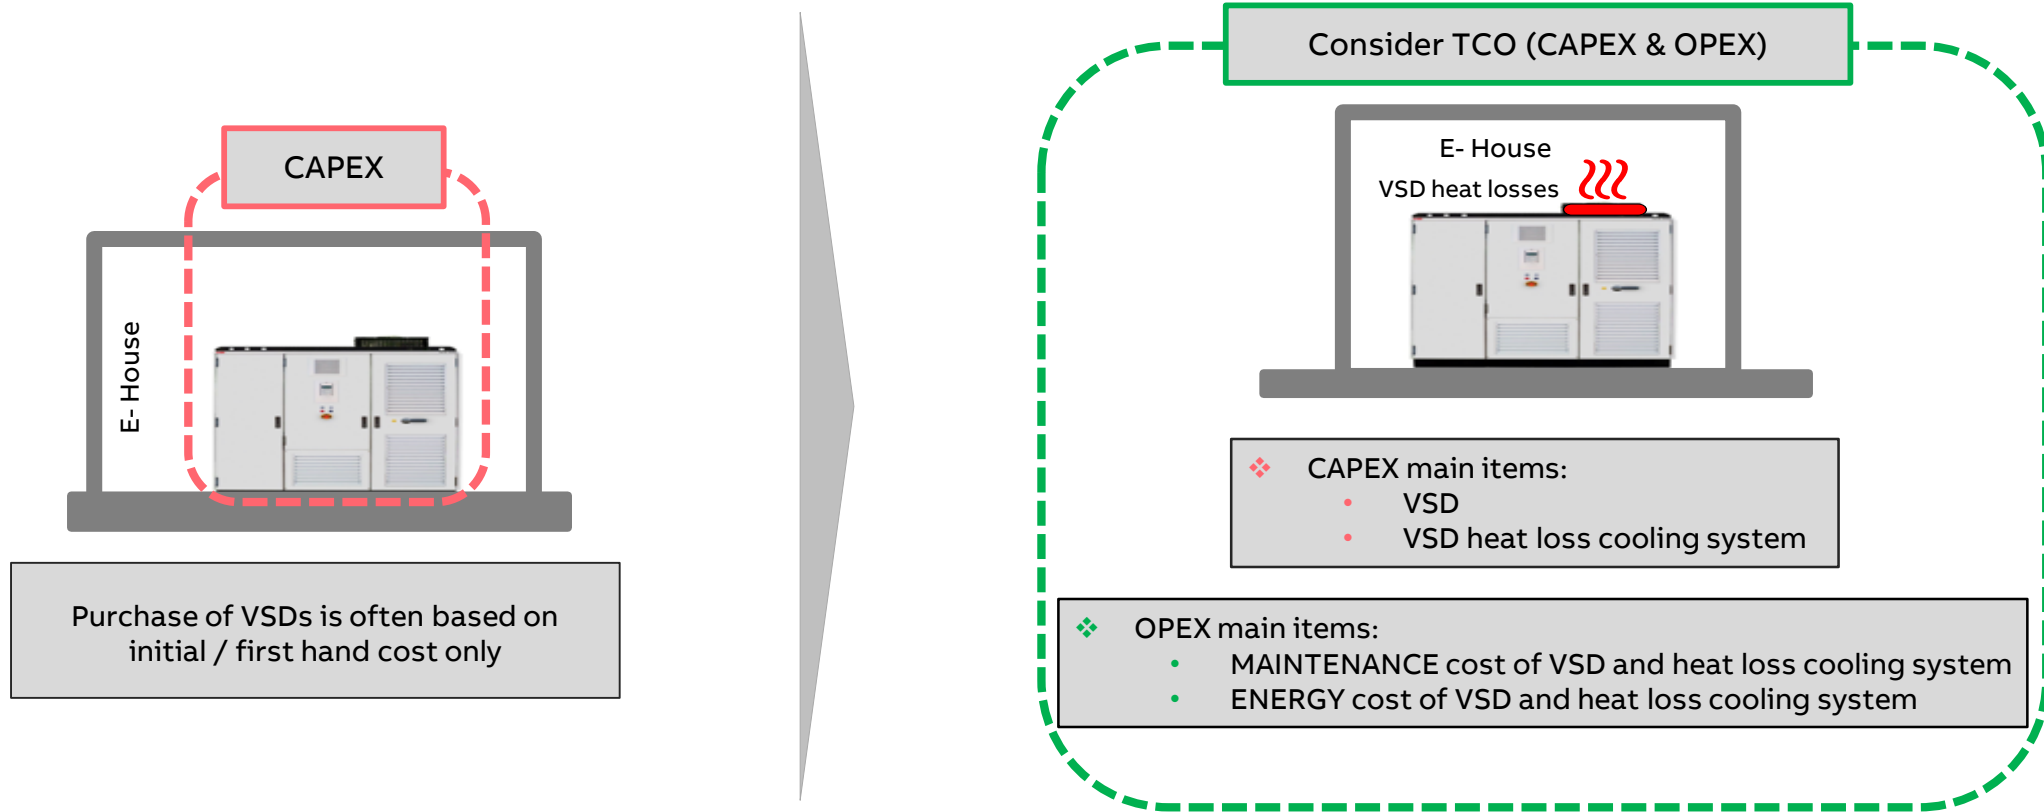 CAPEX
E- House
Purchase of VSDs is often based on
initial / first hand cost only
Consider TCO (CAPEX & OPEX)
E- House
VSD heat losses
❖ CAPEX main items:
• VSD
• VSD heat loss cooling system
❖ OPEX main items:
• MAINTENANCE cost of VSD and heat loss cooling system
• ENERGY cost of VSD and heat loss cooling system